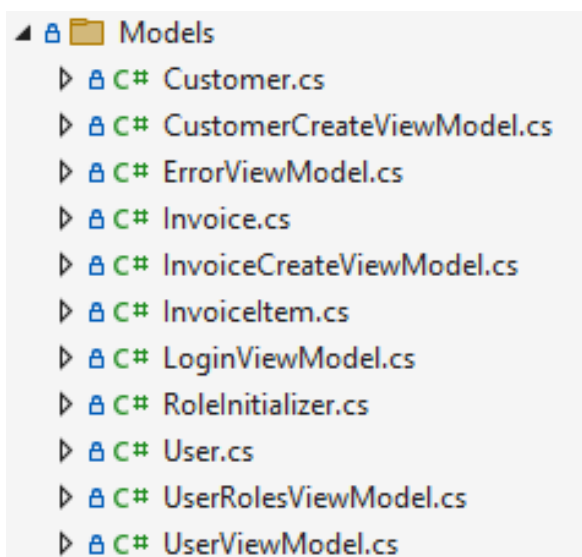 Models
C# Customer.cs
C# CustomerCreateViewModel.cs
C# ErrorViewModel.cs
C# Invoice.cs
C# InvoiceCreateViewModel.cs
C# InvoiceItem.cs
C# LoginViewModel.cs
C# RoleInitializer.cs
C# User.cs
C# UserRolesViewModel.cs
C# UserViewModel.cs